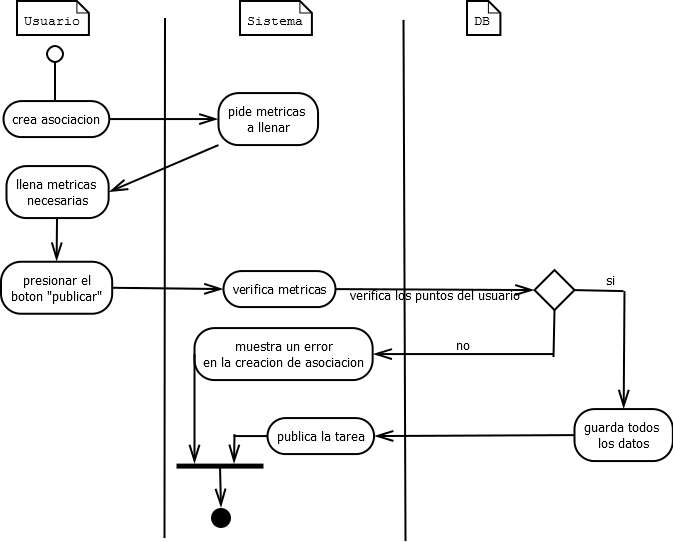 Usuario
Sistema
DB
crea asociacion
pide metricas
a llenar
llena metricas
necesarias
presionar el
boton "publicar"
verifica metricas
verifica los puntos del usuario
si
muestra un error
en la creacion de asociacion
no
publica la tarea
guarda todos
los datos